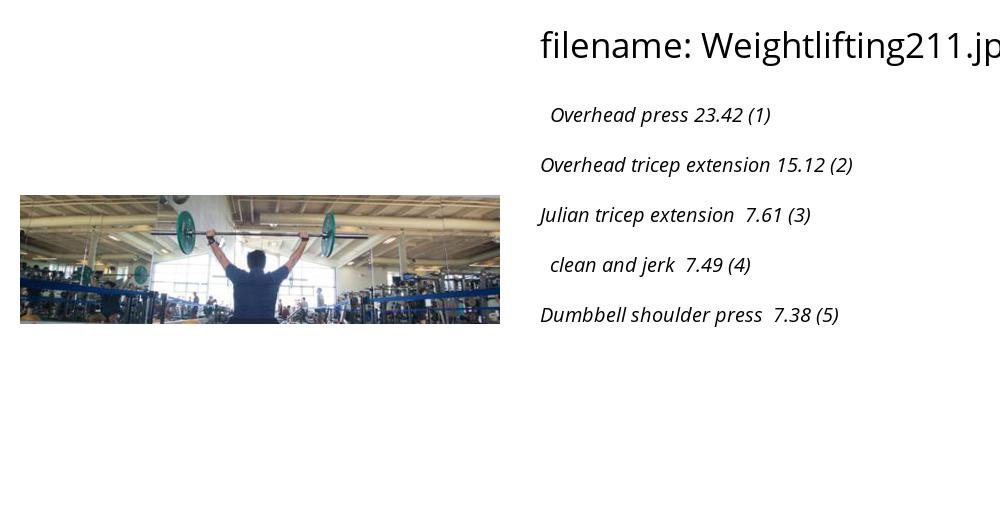 filename: Weightlifting211.jp
Overhead press 23.42 (1)
Overhead tricep extension 15.12 (2)
Julian tricep extension 7.61 (3)
clean and jerk 7.49 (4)
Dumbbell shoulder press 7.38 (5)